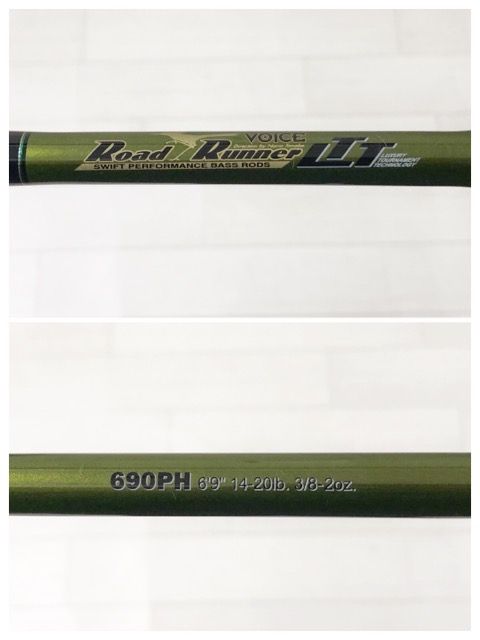 VOICE
Road Runner LTT
SWIFT PERFORMANCE BASS RODS
LUXURY
TOURNAMENT
TECHNOLOGY
690PH 6'9" 14-20lb. 3/8-2oz.